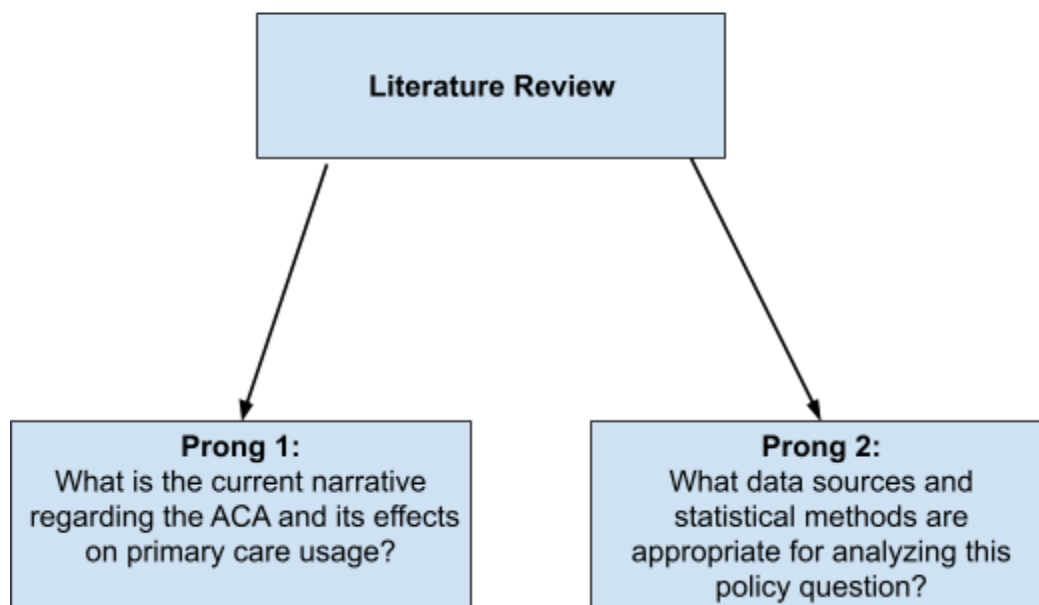 Literature Review
Prong 1:
What is the current narrative
regarding the ACA and its effects
on primary care usage?
Prong 2:
What data sources and
statistical methods are
appropriate for analyzing this
policy question?